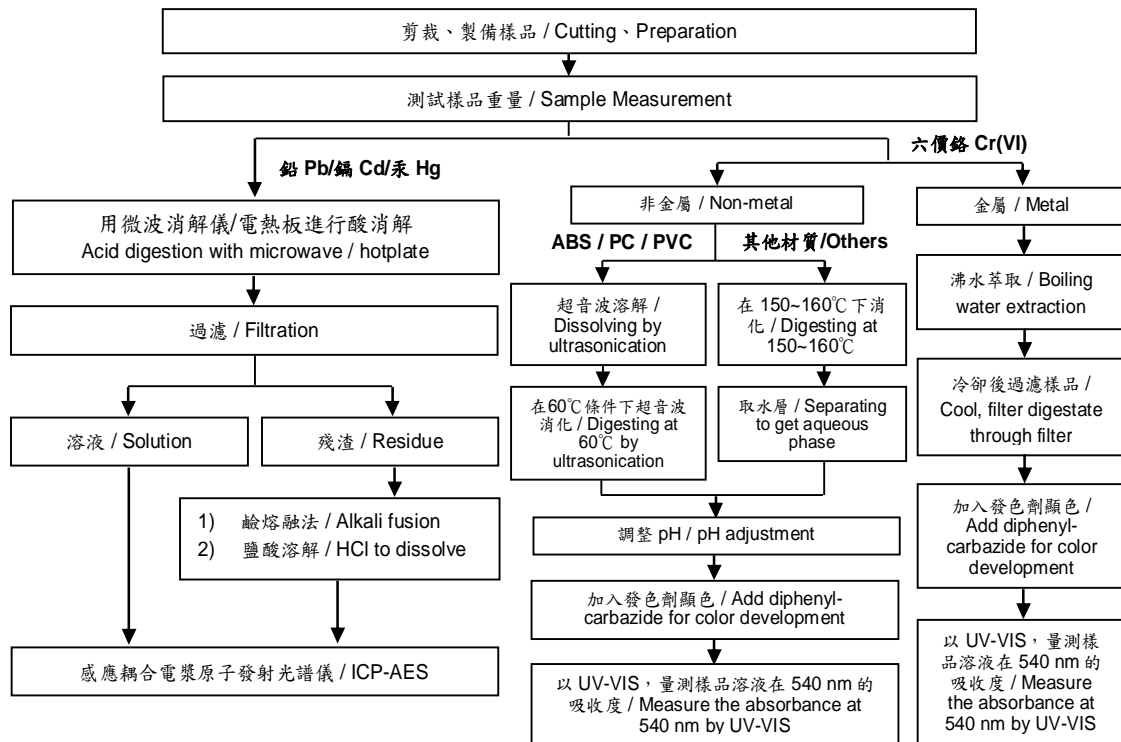 剪裁、製備樣品 / Cutting、Preparation
測試樣品重量 / Sample Measurement
鉛 Pb/鎘 Cd/汞 Hg
六價鉻 Cr(VI)
用微波消解儀/電熱板進行酸消解
Acid digestion with microwave / hotplate
過濾 / Filtration
溶液 / Solution
殘渣 / Residue
1) 鹼熔融法 / Alkali fusion
2) 鹽酸溶解 / HCl to dissolve
感應耦合電漿原子發射光譜儀 / ICP-AES
非金屬 / Non-metal
ABS / PC / PVC
其他材質/Others
超音波溶解 /
Dissolving by
ultrasonication
在60℃條件下超音波
消化 / Digesting at
60℃ by
ultrasonication
在 150~160℃下消
化 / Digesting at
150~160℃
取水層 / Separating
to get aqueous
phase
調整 pH / pH adjustment
加入發色劑顯色 / Add diphenyl-
carbazide for color development
以 UV-VIS，量測樣品溶液在 540 nm 的
吸收度 / Measure the absorbance at
540 nm by UV-VIS
金屬 / Metal
沸水萃取 / Boiling
water extraction
冷卻後過濾樣品 /
Cool, filter digestate
through filter
加入發色劑顯色 /
Add diphenyl-
carbazide for color
development
以 UV-VIS，量測樣
品溶液在 540 nm 的
吸收度 / Measure
the absorbance at
540 nm by UV-VIS